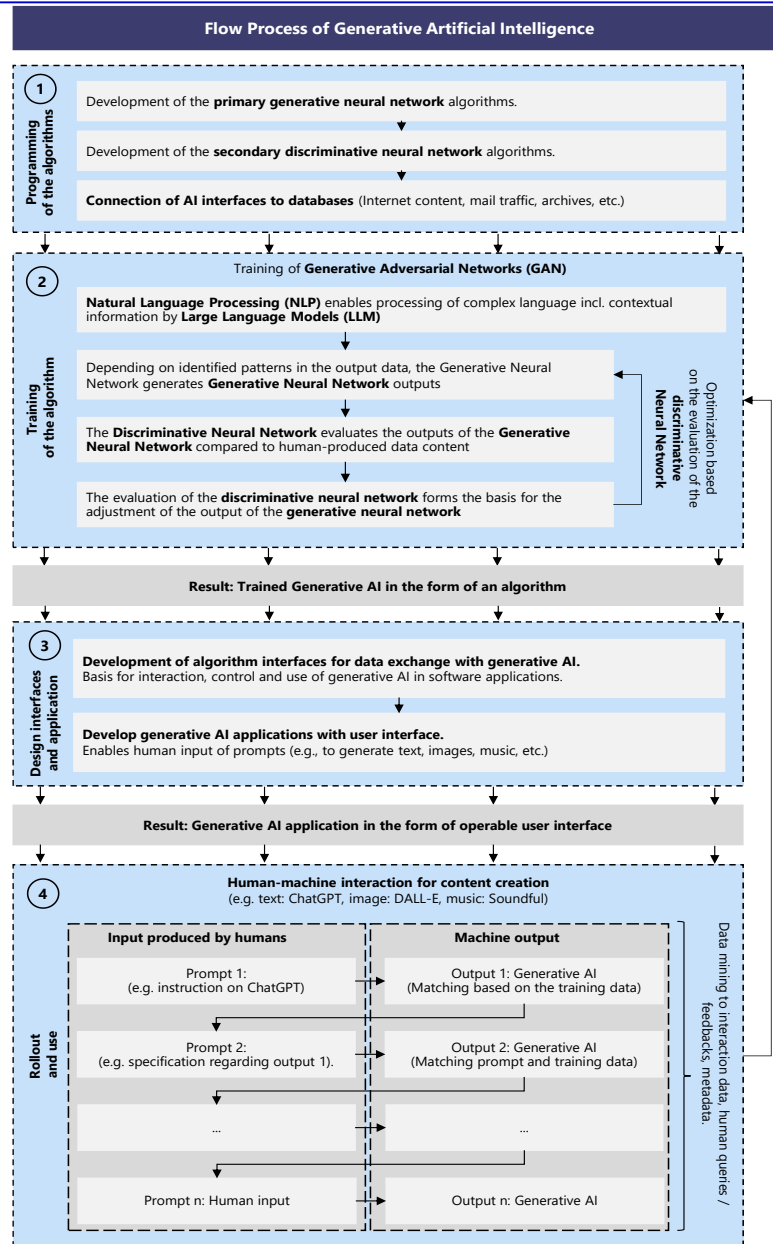 Flow Process of Generative Artificial Intelligence
1
Programming
of the algorithms
Development of the primary generative neural network algorithms.
Development of the secondary discriminative neural network algorithms.
Connection of AI interfaces to databases (Internet content, mail traffic, archives, etc.)
2
Training
of the algorithm
Training of Generative Adversarial Networks (GAN)
Natural Language Processing (NLP) enables processing of complex language incl. contextual
information by Large Language Models (LLM)
Depending on identified patterns in the output data, the Generative Neural
Network generates Generative Neural Network outputs
The Discriminative Neural Network evaluates the outputs of the Generative
Neural Network compared to human-produced data content
The evaluation of the discriminative neural network forms the basis for the
adjustment of the output of the generative neural network
Optimization based
on the evaluation of the
discriminative
Neural Network
Result: Trained Generative AI in the form of an algorithm
3
Design interfaces
and application
Development of algorithm interfaces for data exchange with generative AI.
Basis for interaction, control and use of generative AI in software applications.
Develop generative AI applications with user interface.
Enables human input of prompts (e.g., to generate text, images, music, etc.)
Result: Generative AI application in the form of operable user interface
4
Rollout
and use
Human-machine interaction for content creation
(e.g. text: ChatGPT, image: DALL-E, music: Soundful)
Input produced by humans
Machine output
Prompt 1:
(e.g. instruction on ChatGPT)
Output 1: Generative AI
(Matching based on the training data)
Prompt 2:
(e.g. specification regarding output 1).
Output 2: Generative AI
(Matching prompt and training data)
...
...
Prompt n: Human input
Output n: Generative AI
Data mining to interaction data, human queries /
feedbacks, metadata.